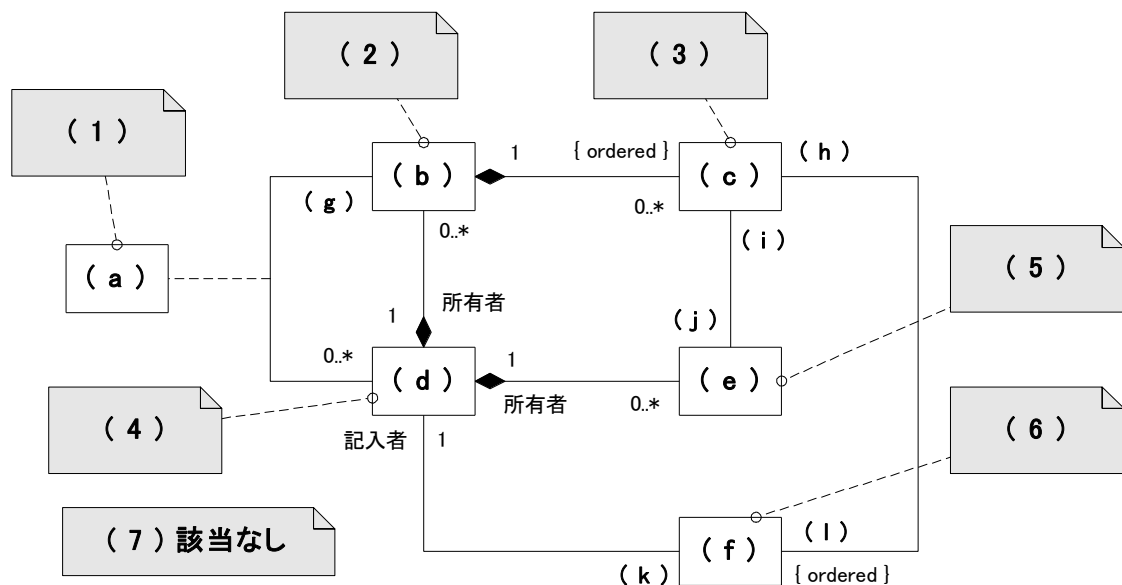 ( 2 )
( 3 )
( 1 )
1
{ ordered }
( h )
( b )
( c )
( g )
0..*
0..*
( i )
( a )
( 5 )
所有者
1
( j )
0..*
1
( d )
( e )
所有者
0..*
( 4 )
( 6 )
記入者
1
( 7 ) 該当なし
( f )
( l )
( k )
{ ordered }